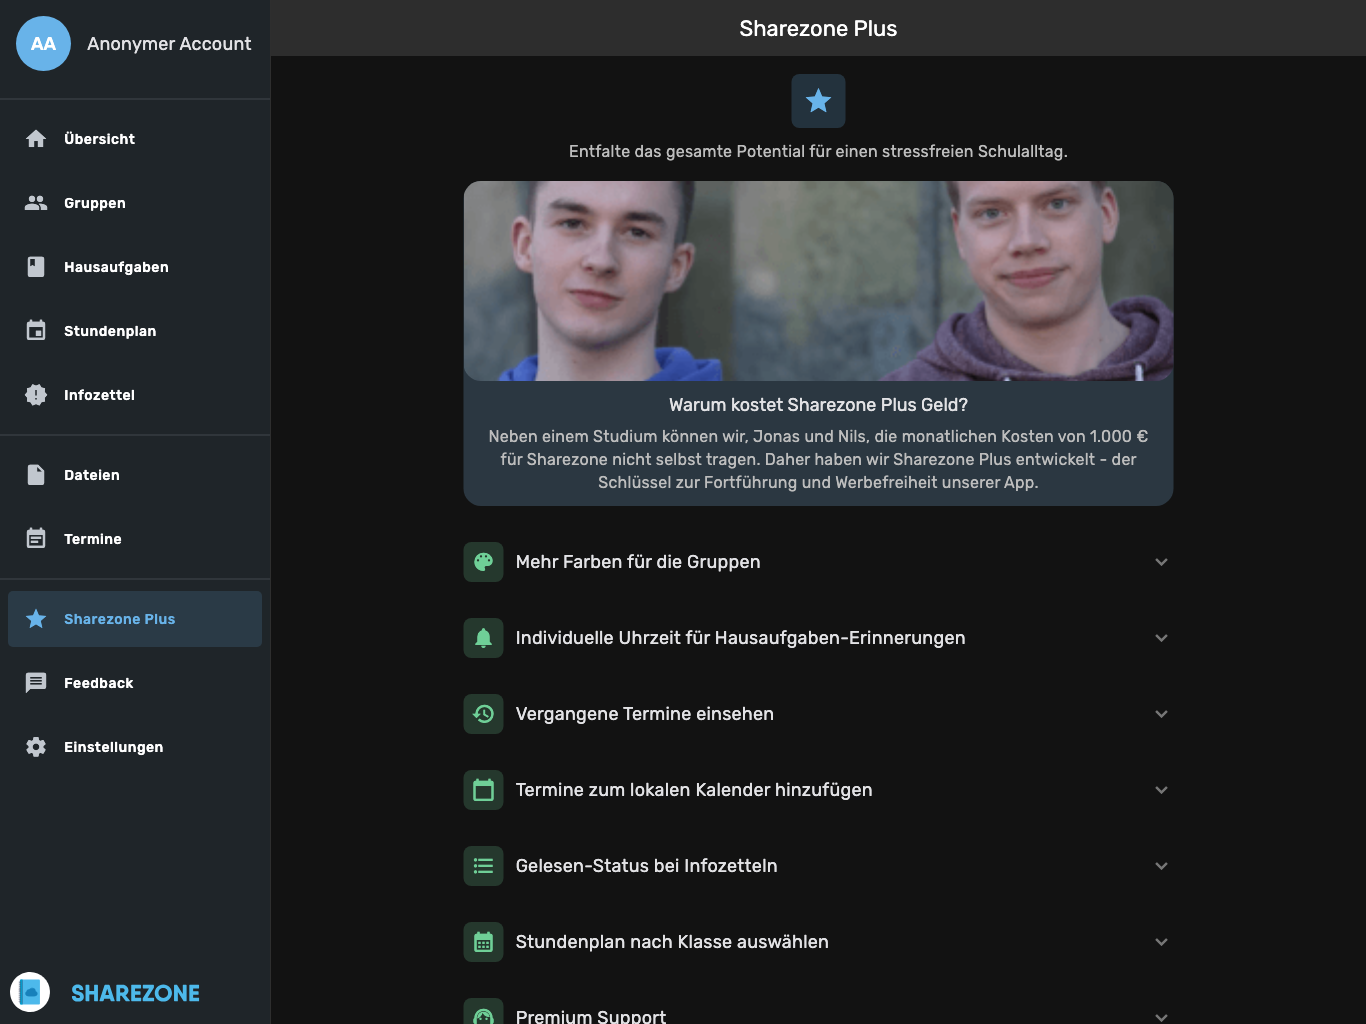 AA
Anonymer Account
Übersicht
Gruppen
Hausaufgaben
Stundenplan
Infozettel
Dateien
Termine
Sharezone Plus
Feedback
Einstellungen
SHAREZONE
Sharezone Plus
Entfalte das gesamte Potential für einen stressfreien Schulalltag.
Warum kostet Sharezone Plus Geld?
Neben einem Studium können wir, Jonas und Nils, die monatlichen Kosten von 1.000 €
für Sharezone nicht selbst tragen. Daher haben wir Sharezone Plus entwickelt - der
Schlüssel zur Fortführung und Werbefreiheit unserer App.
Mehr Farben für die Gruppen
Individuelle Uhrzeit für Hausaufgaben-Erinnerungen
Vergangene Termine einsehen
Termine zum lokalen Kalender hinzufügen
Gelesen-Status bei Infozetteln
Stundenplan nach Klasse auswählen
Premium Support